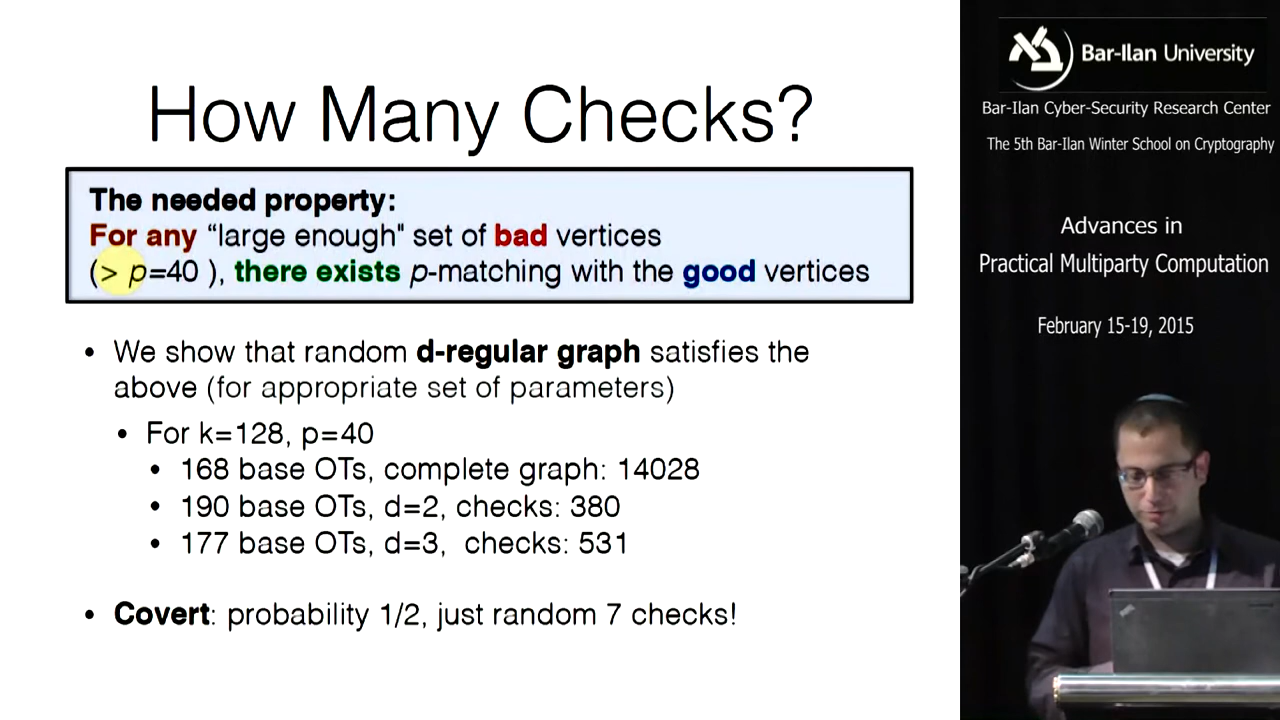 How Many Checks?
The needed property:
For any “large enough" set of bad vertices
(> p=40 ), there exists p-matching with the good vertices
• We show that random d-regular graph satisfies the
above (for appropriate set of parameters)
• For k=128, p=40
• 168 base OTs, complete graph: 14028
• 190 base OTs, d=2, checks: 380
• 177 base OTs, d=3, checks: 531
• Covert: probability 1/2, just random 7 checks!
Bar-Ilan University
Bar-Ilan Cyber-Security Research Center
The 5th Bar-Ilan Winter School on Cryptography
Advances in
Practical Multiparty Computation
February 15-19, 2015